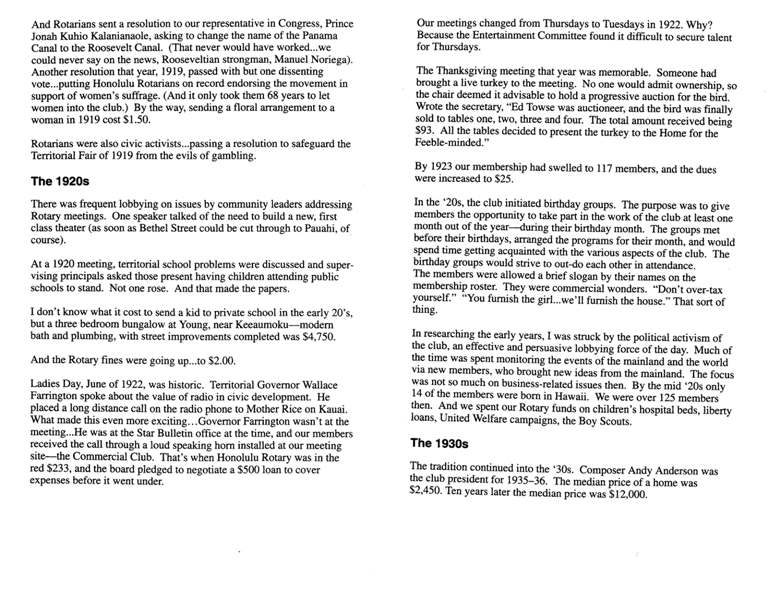 And Rotarians sent a resolution to our representative in Congress, Prince
Jonah Kuhio Kalanianaole, asking to change the name of the Panama
Canal to the Roosevelt Canal. (That never would have worked...we
could never say on the news, Rooseveltian strongman, Manuel Noriega).
Another resolution that year, 1919, passed with but one dissenting
vote...putting Honolulu Rotarians on record endorsing the movement in
support of women's suffrage. (And it only took them 68 years to let
women into the club.) By the way, sending a floral arrangement to a
woman in 1919 cost $1.50.
Rotarians were also civic activists...passing a resolution to safeguard the
Territorial Fair of 1919 from the evils of gambling.
The 1920s
There was frequent lobbying on issues by community leaders addressing
Rotary meetings. One speaker talked of the need to build a new, first
class theater (as soon as Bethel Street could be cut through to Pauahi, of
course).
At a 1920 meeting, territorial school problems were discussed and super-
vising principals asked those present having children attending public
schools to stand. Not one rose. And that made the papers.
I don't know what it cost to send a kid to private school in the early 20's,
but a three bedroom bungalow at Young, near Keeaumoku—modern
bath and plumbing, with street improvements completed was $4,750.
And the Rotary fines were going up...to $2.00.
Ladies Day, June of 1922, was historic. Territorial Governor Wallace
Farrington spoke about the value of radio in civic development. He
placed a long distance call on the radio phone to Mother Rice on Kauai.
What made this even more exciting...Governor Farrington wasn't at the
meeting...He was at the Star Bulletin office at the time, and our members
received the call through a loud speaking horn installed at our meeting
site—the Commercial Club. That's when Honolulu Rotary was in the
red $233, and the board pledged to negotiate a $500 loan to cover
expenses before it went under.
Our meetings changed from Thursdays to Tuesdays in 1922. Why?
Because the Entertainment Committee found it difficult to secure talent
for Thursdays.
The Thanksgiving meeting that year was memorable. Someone had
brought a live turkey to the meeting. No one would admit ownership, so
the chair deemed it advisable to hold a progressive auction for the bird.
Wrote the secretary, "Ed Towse was auctioneer, and the bird was finally
sold to tables one, two, three and four. The total amount received being
$93. All the tables decided to present the turkey to the Home for the
Feeble-minded."
By 1923 our membership had swelled to 117 members, and the dues
were increased to $25.
In the '20s, the club initiated birthday groups. The purpose was to give
members the opportunity to take part in the work of the club at least one
month out of the year—during their birthday month. The groups met
before their birthdays, arranged the programs for their month, and would
spend time getting acquainted with the various aspects of the club. The
birthday groups would strive to out-do each other in attendance.
The members were allowed a brief slogan by their names on the
membership roster. They were commercial wonders. "Don't over-tax
yourself." "You furnish the girl...we'll furnish the house." That sort of
thing.
In researching the early years, I was struck by the political activism of
the club, an effective and persuasive lobbying force of the day. Much of
the time was spent monitoring the events of the mainland and the world
via new members, who brought new ideas from the mainland. The focus
was not so much on business-related issues then. By the mid '20s only
14 of the members were born in Hawaii. We were over 125 members
then. And we spent our Rotary funds on children's hospital beds, liberty
loans, United Welfare campaigns, the Boy Scouts.
The 1930s
The tradition continued into the '30s. Composer Andy Anderson was
the club president for 1935–36. The median price of a home was
$2,450. Ten years later the median price was $12,000.